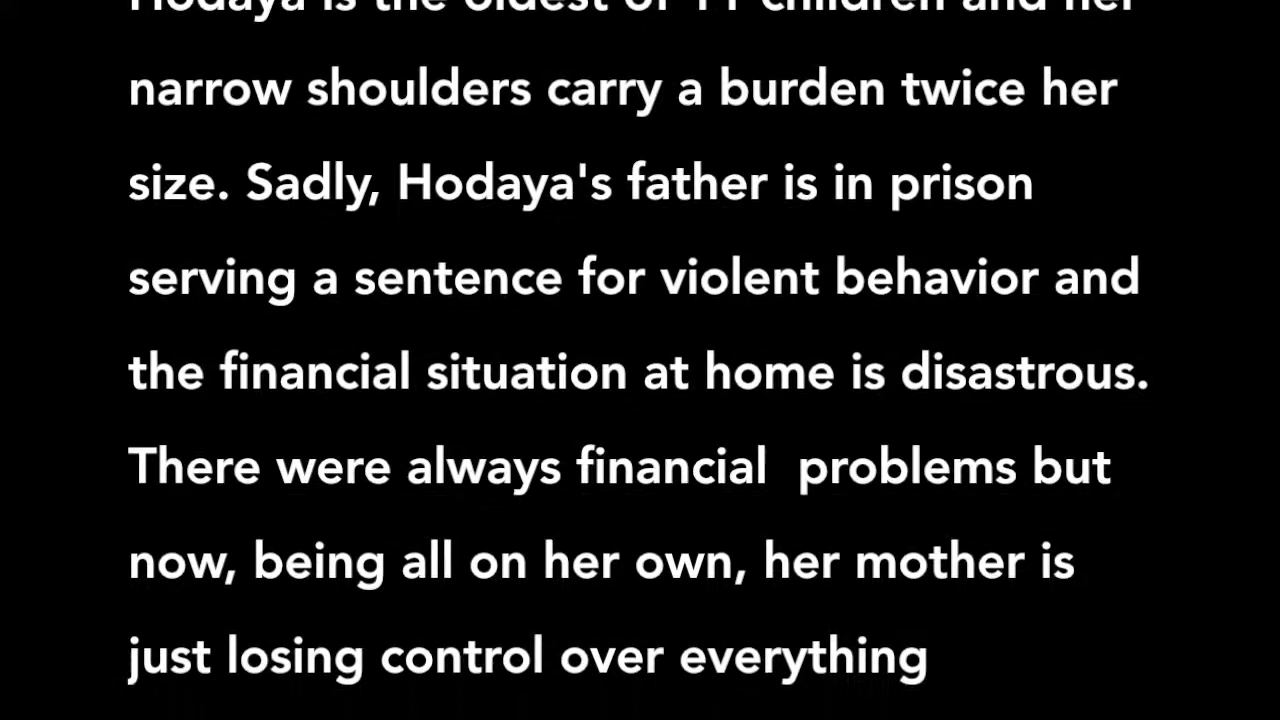 Hodaya is the oldest of 11 children and her
narrow shoulders carry a burden twice her
size. Sadly, Hodaya's father is in prison
serving a sentence for violent behavior and
the financial situation at home is disastrous.
There were always financial  problems but
now, being all on her own, her mother is
just losing control over everything